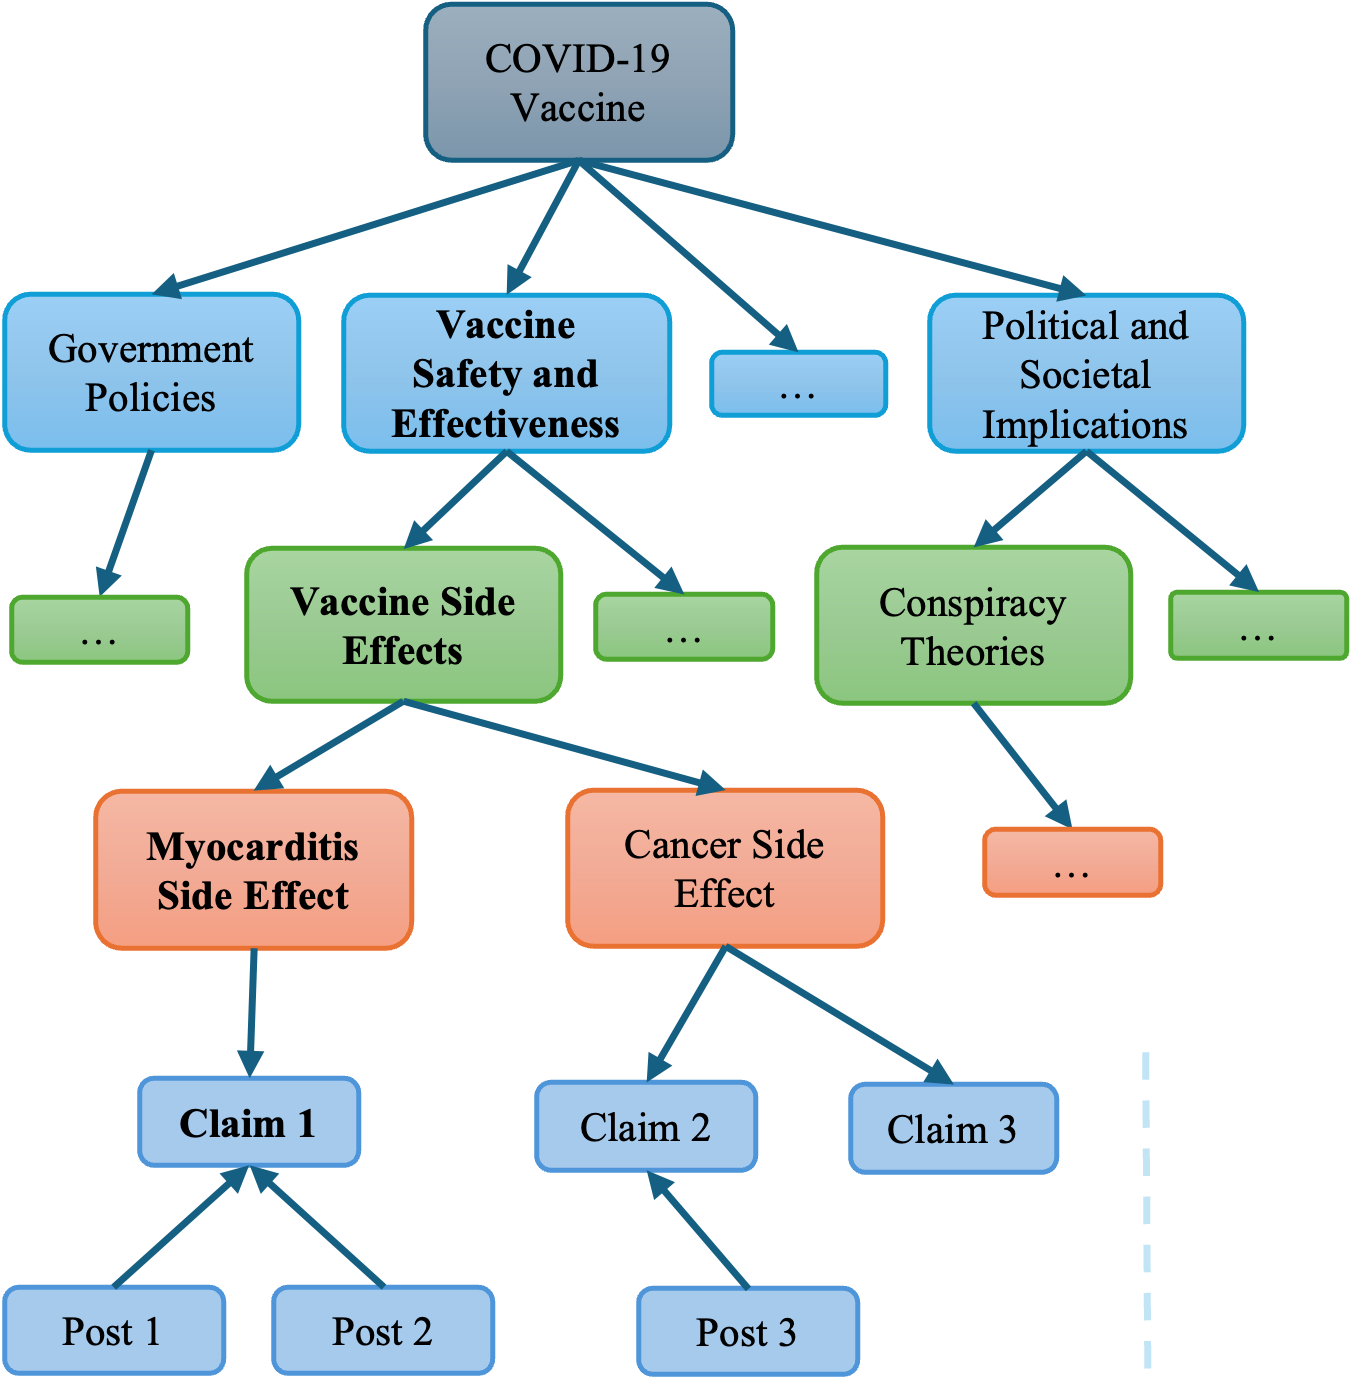 COVID-19
Vaccine
Government
Policies
Vaccine
Safety and
Effectiveness
...
Political and
Societal
Implications
...
Vaccine Side
Effects
...
Conspiracy
Theories
...
Myocarditis
Side Effect
Cancer Side
Effect
...
Claim 1
Claim 2
Claim 3
Post 1
Post 2
Post 3